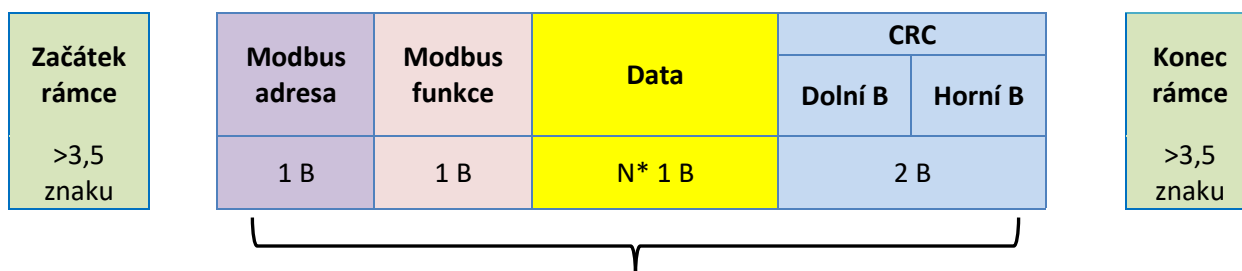 Začátek
rámce
>3,5
znaku
Modbus
adresa
Modbus
funkce
Data
CRC
Dolní B
Horní B
1 B
1 B
N* 1 B
2 B
Konec
rámce
>3,5
znaku